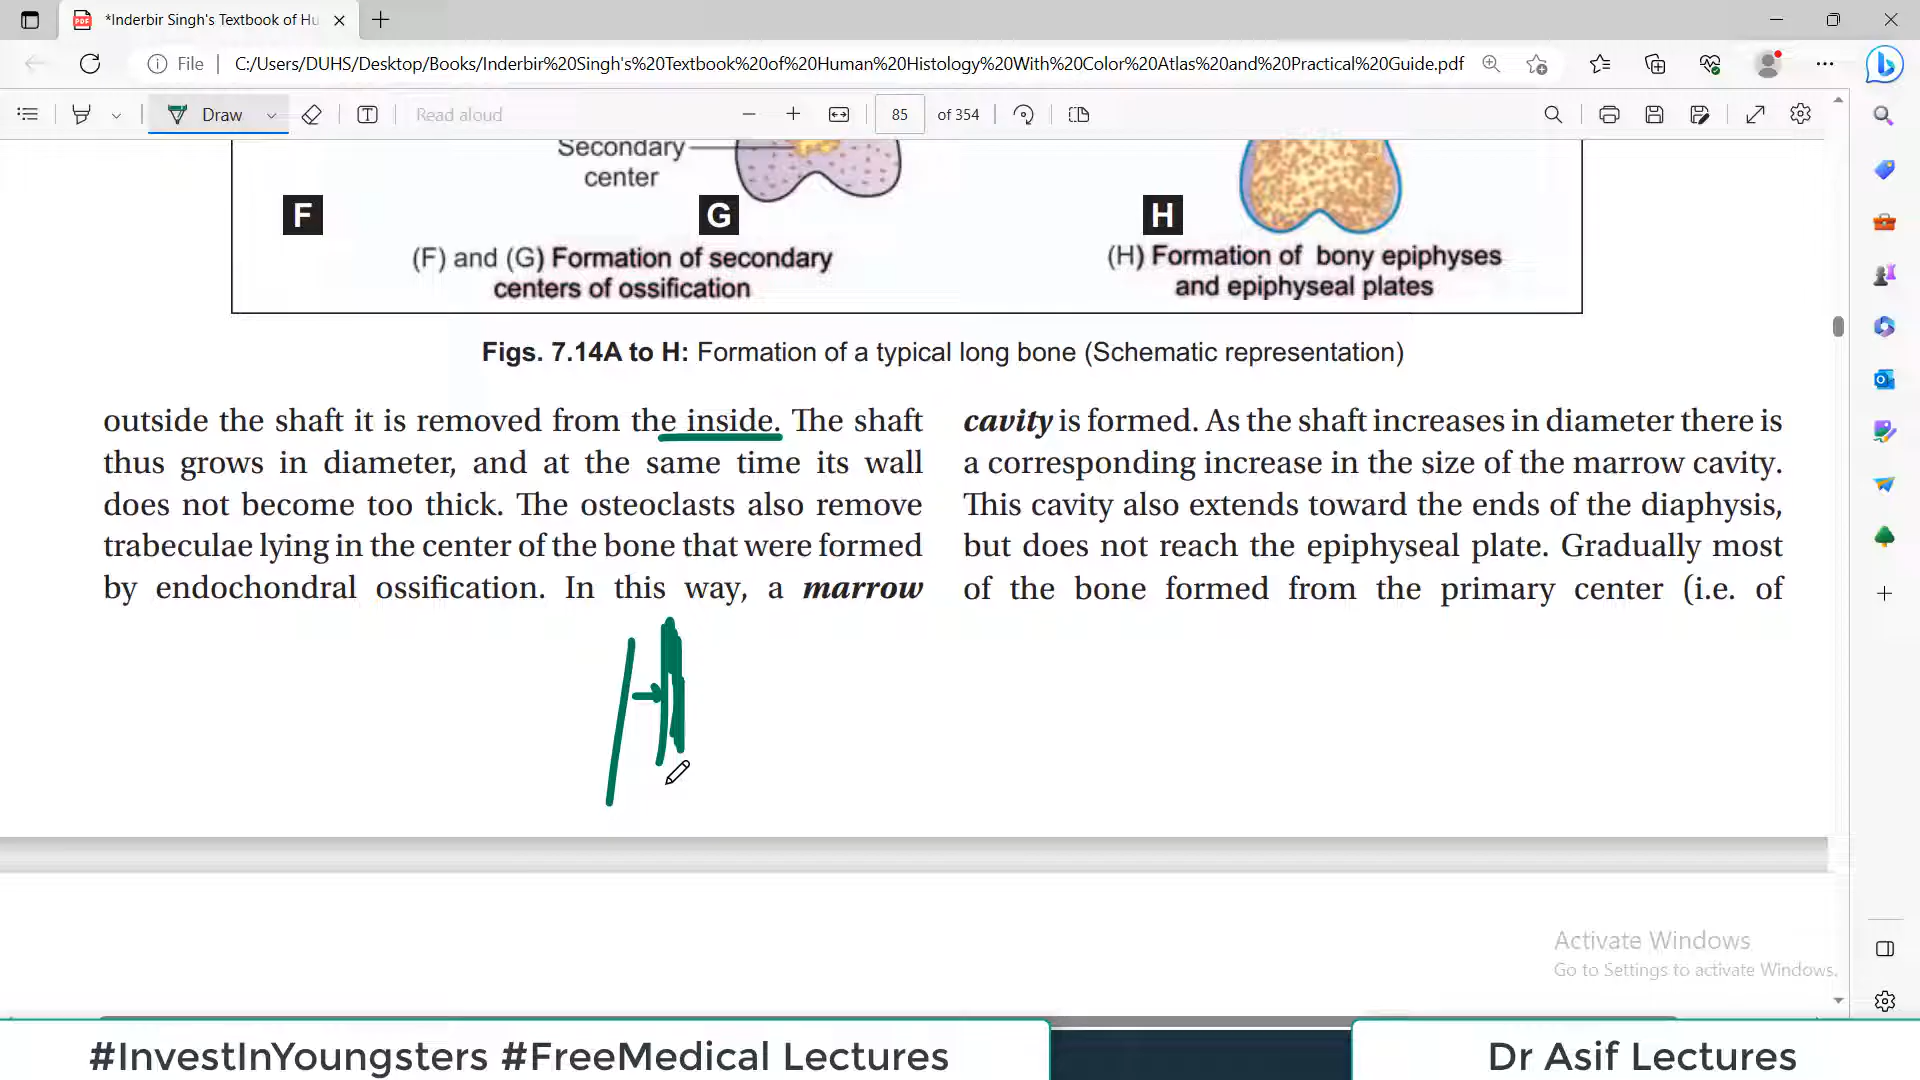 *Inderbir Singh's Textbook of Hu
File
C:/Users/DUHS/Desktop/Books/Inderbir%20Singh's%20Textbook%20of%20Human%20Histology%20With%20Color%20Atlas%20and%20Practical%20Guide.pdf
Draw
Read aloud
85
of 354
Secondary
center
F
G
H
(F) and (G) Formation of secondary
centers of ossification
(H) Formation of bony epiphyses
and epiphyseal plates
Figs. 7.14A to H: Formation of a typical long bone (Schematic representation)
outside the shaft it is removed from the inside. The shaft
thus grows in diameter, and at the same time its wall
does not become too thick. The osteoclasts also remove
trabeculae lying in the center of the bone that were formed
by endochondral ossification. In this way, a marrow
cavity is formed. As the shaft increases in diameter there is
a corresponding increase in the size of the marrow cavity.
This cavity also extends toward the ends of the diaphysis,
but does not reach the epiphyseal plate. Gradually most
of the bone formed from the primary center (i.e. of
Activate Windows
Go to Settings to activate Windows.
#InvestInYoungsters #FreeMedical Lectures
Dr Asif Lectures